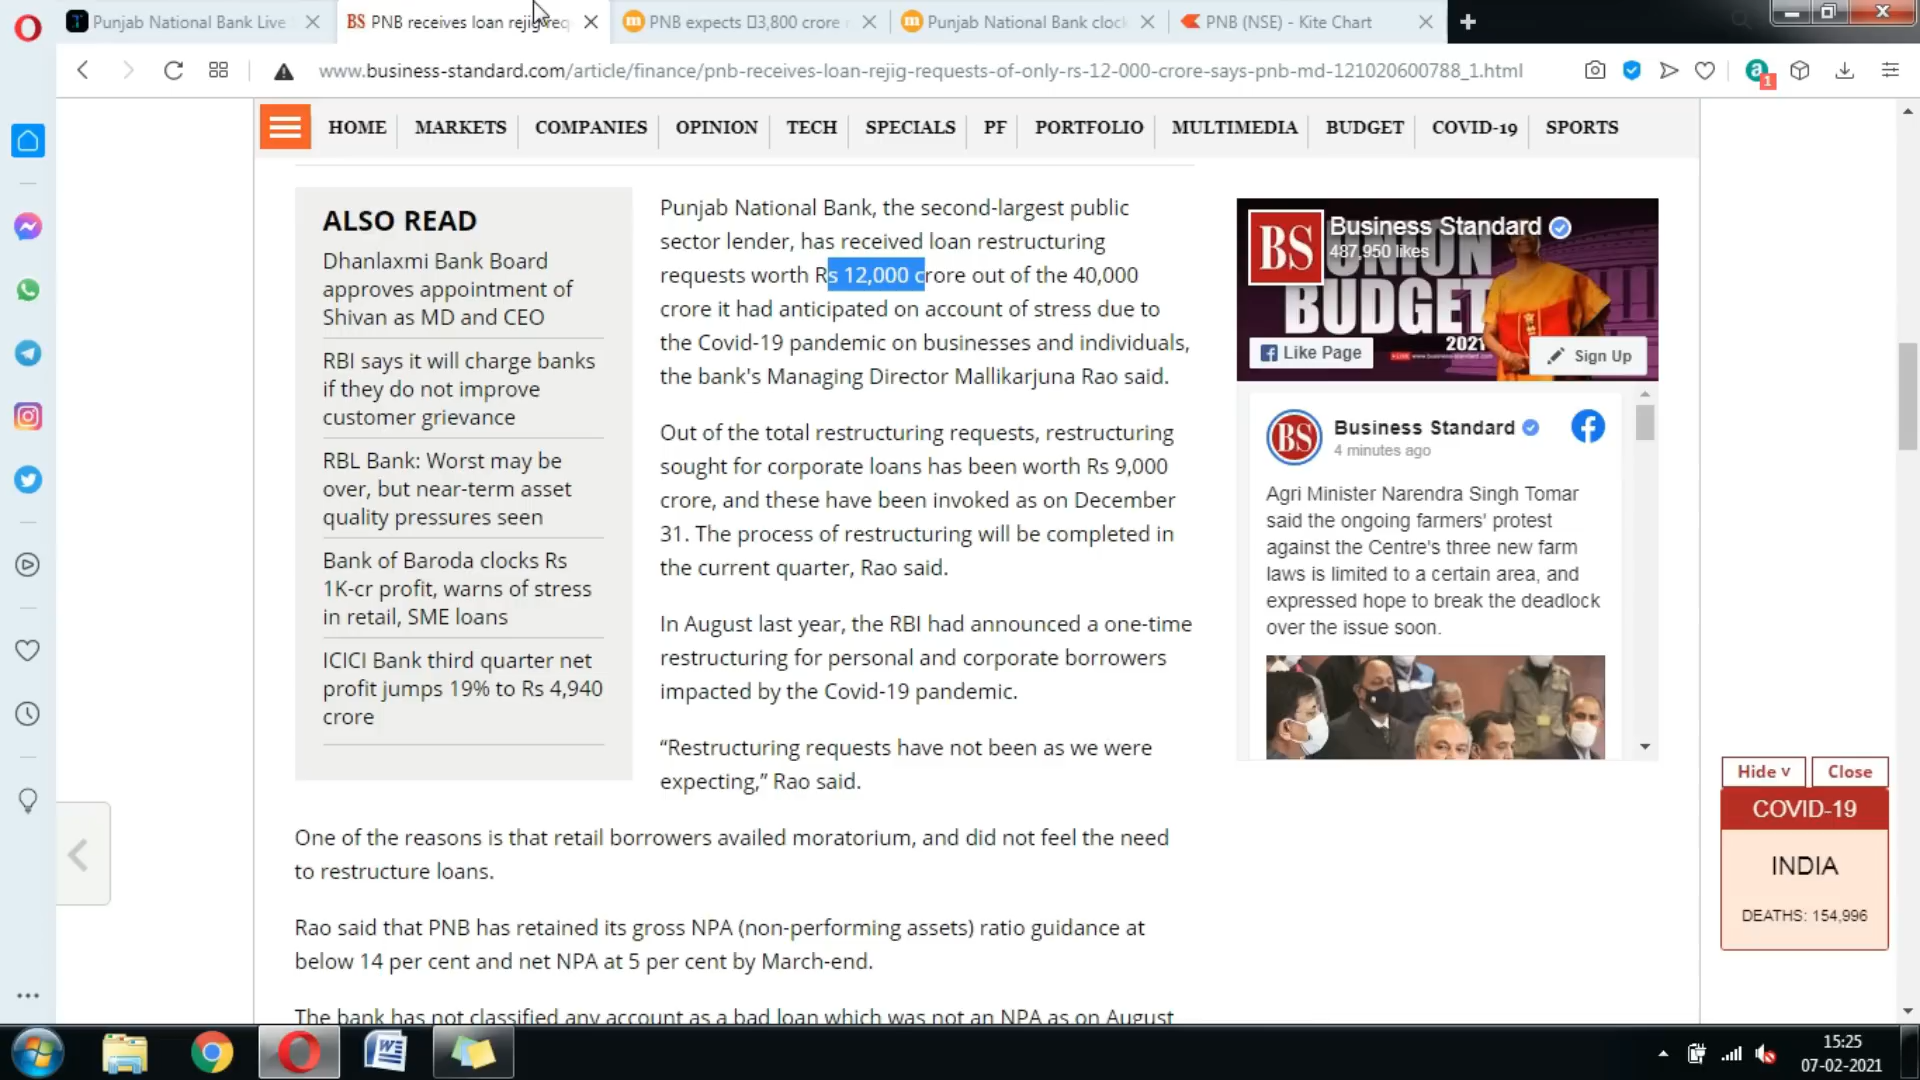 Punjab National Bank Live
BS PNB receives loan rejig req
PNB expects 3,800 crore
Punjab National Bank clock
PNB (NSE) - Kite Chart
www.business-standard.com/article/finance/pnb-receives-loan-rejig-requests-of-only-rs-12-000-crore-says-pnb-md-121020600788_1.html
HOME
MARKETS
COMPANIES
OPINION
TECH
SPECIALS
PF
PORTFOLIO
MULTIMEDIA
BUDGET
COVID-19
SPORTS
ALSO READ
Dhanlaxmi Bank Board
approves appointment of
Shivan as MD and CEO
RBI says it will charge banks
if they do not improve
customer grievance
RBL Bank: Worst may be
over, but near-term asset
quality pressures seen
Bank of Baroda clocks Rs
1K-cr profit, warns of stress
in retail, SME loans
ICICI Bank third quarter net
profit jumps 19% to Rs 4,940
crore
Punjab National Bank, the second-largest public
sector lender, has received loan restructuring
requests worth Rs 12,000 crore out of the 40,000
crore it had anticipated on account of stress due to
the Covid-19 pandemic on businesses and individuals,
the bank's Managing Director Mallikarjuna Rao said.
Out of the total restructuring requests, restructuring
sought for corporate loans has been worth Rs 9,000
crore, and these have been invoked as on December
31. The process of restructuring will be completed in
the current quarter, Rao said.
In August last year, the RBI had announced a one-time
restructuring for personal and corporate borrowers
impacted by the Covid-19 pandemic.
“Restructuring requests have not been as we were
expecting,” Rao said.
One of the reasons is that retail borrowers availed moratorium, and did not feel the need
to restructure loans.
Rao said that PNB has retained its gross NPA (non-performing assets) ratio guidance at
below 14 per cent and net NPA at 5 per cent by March-end.
The bank has not classified any account as a bad loan which was not an NPA as on August
BS
Business Standard
487,950 likes
UNION
BUDGET
2021
Like Page
Sign Up
BS
Business Standard
4 minutes ago
Agri Minister Narendra Singh Tomar
said the ongoing farmers' protest
against the Centre's three new farm
laws is limited to a certain area, and
expressed hope to break the deadlock
over the issue soon.
Hide v
Close
COVID-19
INDIA
DEATHS: 154,996
a
1
W
15:25
07-02-2021